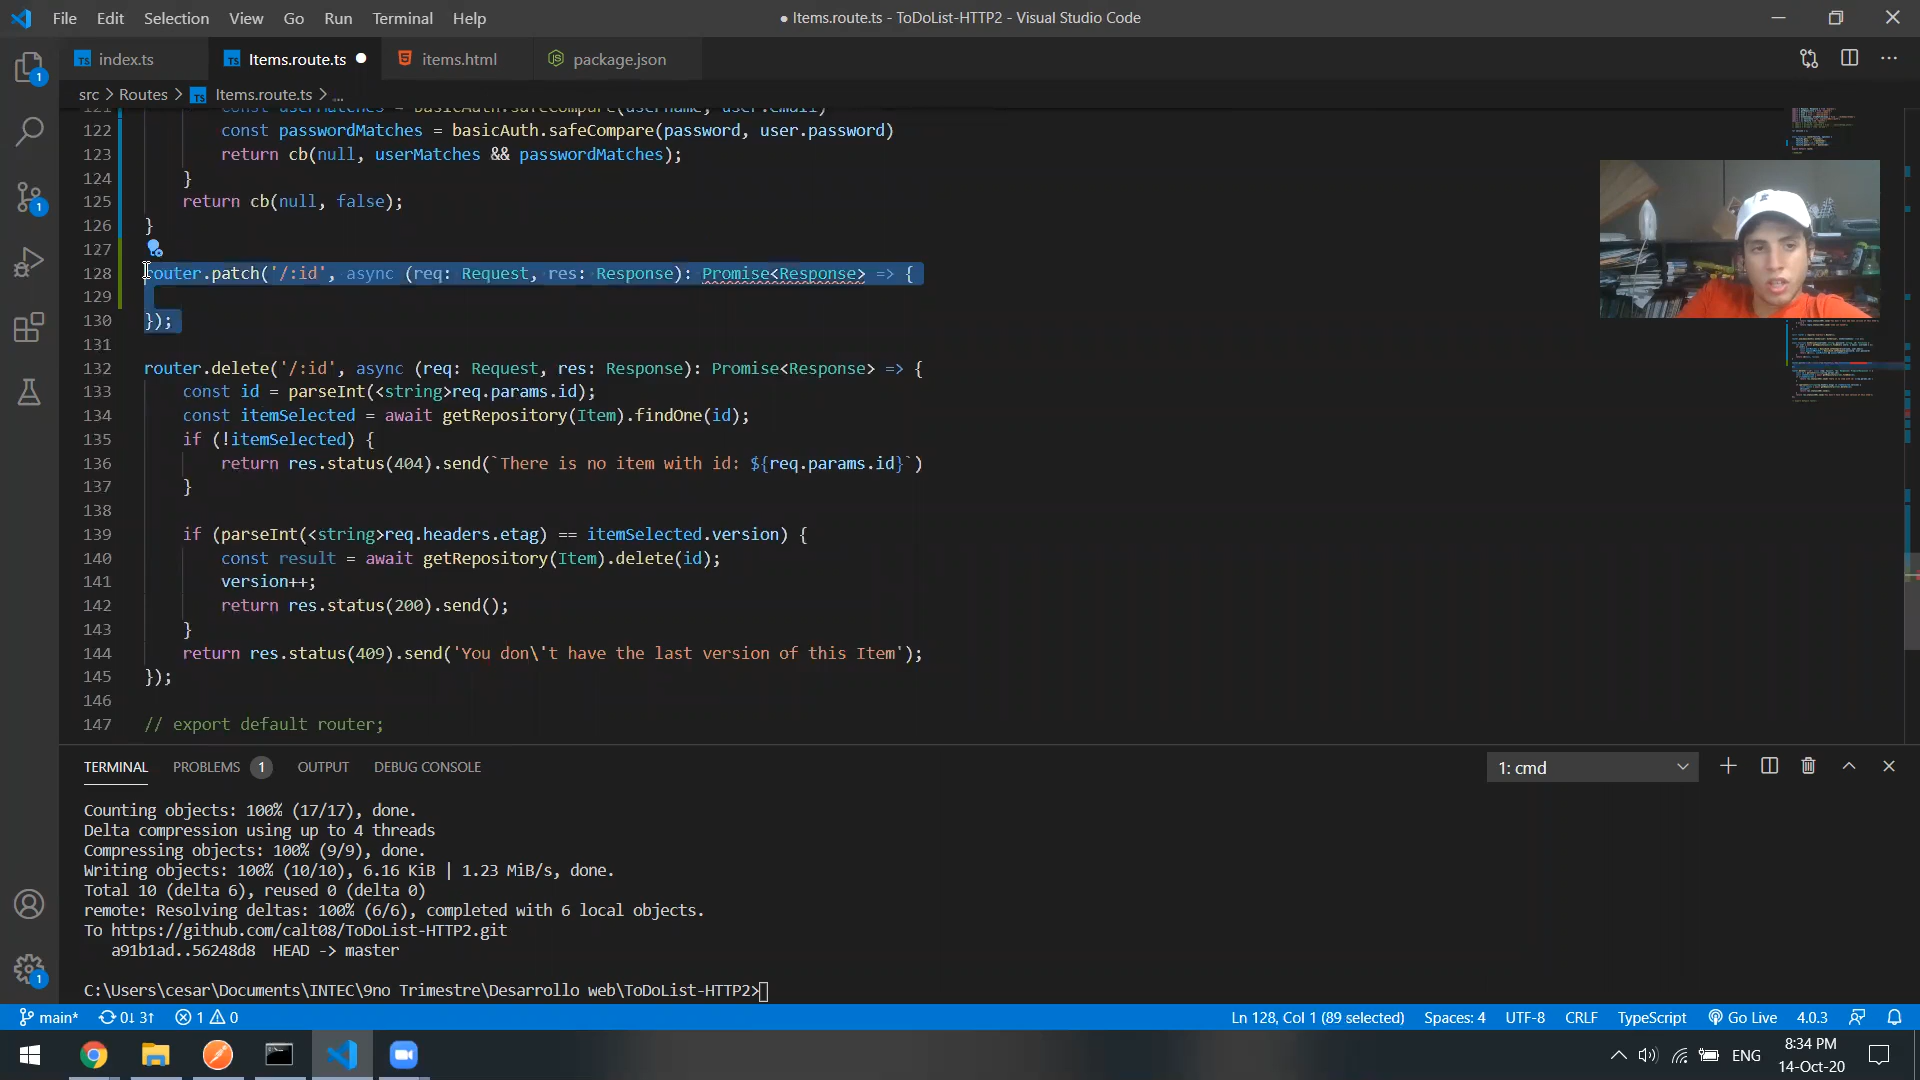 File Edit Selection View Go Run Terminal Help
● Items.route.ts - ToDoList-HTTP2 - Visual Studio Code
index.ts
Items.route.ts
items.html
package.json
src > Routes > Items.route.ts > ...
const userMatches = basicAuth.safeCompare(username, user.email)
122 const passwordMatches = basicAuth.safeCompare(password, user.password)
123 return cb(null, userMatches && passwordMatches);
124 }
125 return cb(null, false);
126 }
127
128 router.patch('/:id', async (req: Request, res: Response): Promise<Response> => {
129
130 });
131
132 router.delete('/:id', async (req: Request, res: Response): Promise<Response> => {
133 const id = parseInt(<string>req.params.id);
134 const itemSelected = await getRepository(Item).findOne(id);
135 if (!itemSelected) {
136 return res.status(404).send(`There is no item with id: ${req.params.id}`)
137 }
138
139 if (parseInt(<string>req.headers.etag) == itemSelected.version) {
140 const result = await getRepository(Item).delete(id);
141 version++;
142 return res.status(200).send();
143 }
144 return res.status(409).send('You don\'t have the last version of this Item');
145 });
146
147 // export default router;
TERMINAL PROBLEMS 1 OUTPUT DEBUG CONSOLE
1: cmd
Counting objects: 100% (17/17), done.
Delta compression using up to 4 threads
Compressing objects: 100% (9/9), done.
Writing objects: 100% (10/10), 6.16 KiB | 1.23 MiB/s, done.
Total 10 (delta 6), reused 0 (delta 0)
remote: Resolving deltas: 100% (6/6), completed with 6 local objects.
To https://github.com/calt08/ToDoList-HTTP2.git
a91b1ad..56248d8 HEAD -> master
C:\Users\cesar\Documents\INTEC\9no Trimestre\Desarrollo web\ToDoList-HTTP2>
main* 0↓ 3↑ 1 0
Ln 128, Col 1 (89 selected) Spaces: 4 UTF-8 CRLF TypeScript Go Live 4.0.3
ENG
8:34 PM
14-Oct-20